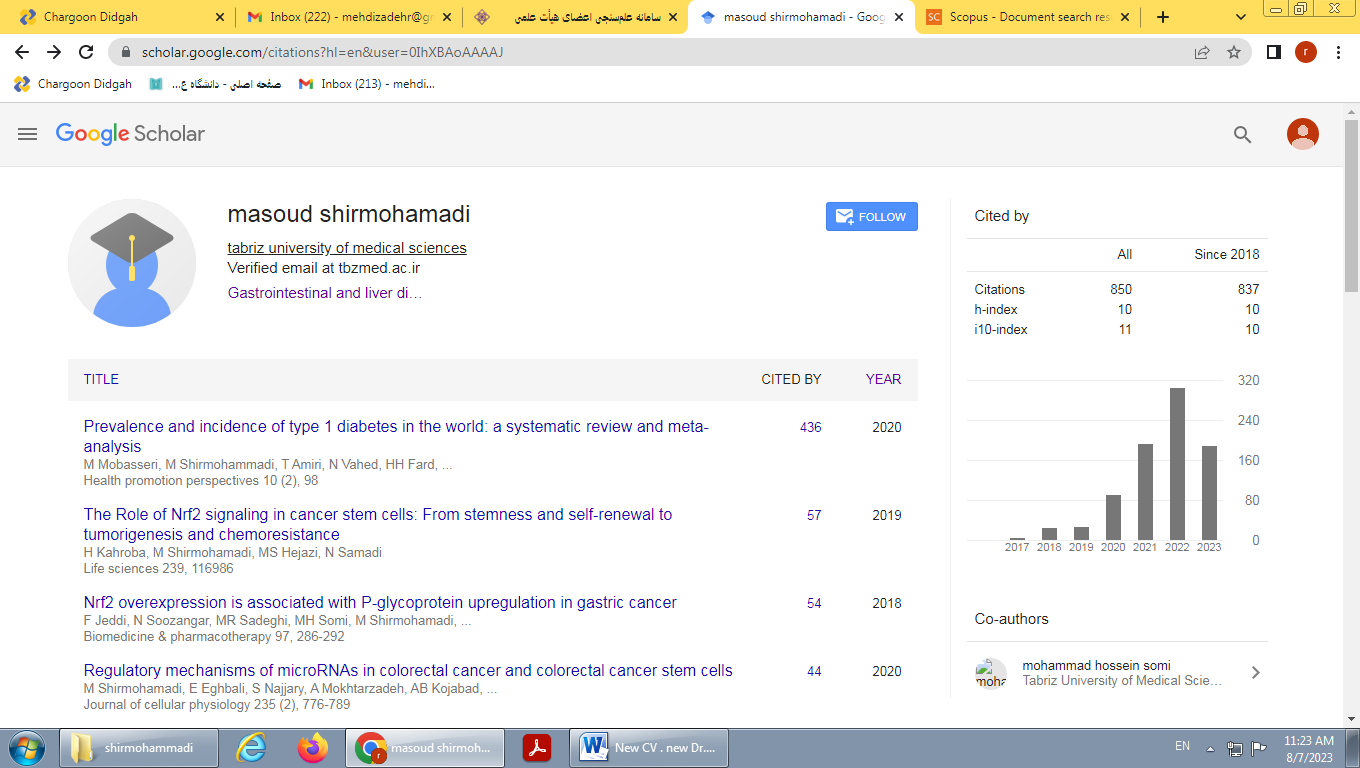 Chargoon Didgah
Inbox (222) - mehdizadehr@gr
سامانه علم‌سنجی اعضای هیأت علمی
masoud shirmohamadi - Goog
Scopus - Document search res
scholar.google.com/citations?hl=en&user=0IhXBAoAAAAJ
r
Chargoon Didgah
صفحه اصلی - دانشگاه ع...
Inbox (213) - mehdi...
Google Scholar
masoud shirmohamadi
tabriz university of medical sciences
Verified email at tbzmed.ac.ir
Gastrointestinal and liver di…
FOLLOW
TITLE CITED BY YEAR
Prevalence and incidence of type 1 diabetes in the world: a systematic review and meta- 436 2020
analysis
M Mobasseri, M Shirmohammadi, T Amiri, N Vahed, HH Fard, ...
Health promotion perspectives 10 (2), 98
The Role of Nrf2 signaling in cancer stem cells: From stemness and self-renewal to 57 2019
tumorigenesis and chemoresistance
H Kahroba, M Shirmohamadi, MS Hejazi, N Samadi
Life sciences 239, 116986
Nrf2 overexpression is associated with P-glycoprotein upregulation in gastric cancer 54 2018
F Jeddi, N Soozangar, MR Sadeghi, MH Somi, M Shirmohamadi, ...
Biomedicine & pharmacotherapy 97, 286-292
Regulatory mechanisms of microRNAs in colorectal cancer and colorectal cancer stem cells 44 2020
M Shirmohamadi, E Eghbali, S Najjary, A Mokhtarzadeh, AB Kojabad, ...
Journal of cellular physiology 235 (2), 776-789
Cited by
All Since 2018
Citations 850 837
h-index 10 10
i10-index 11 10
320
240
160
80
0
2017 2018 2019 2020 2021 2022 2023
Co-authors
moha
mohammad hossein somi
Tabriz University of Medical Scie…
shirmohammadi
r
masoud shirmoh...
New CV . new Dr....
EN
11:23 AM
8/7/2023